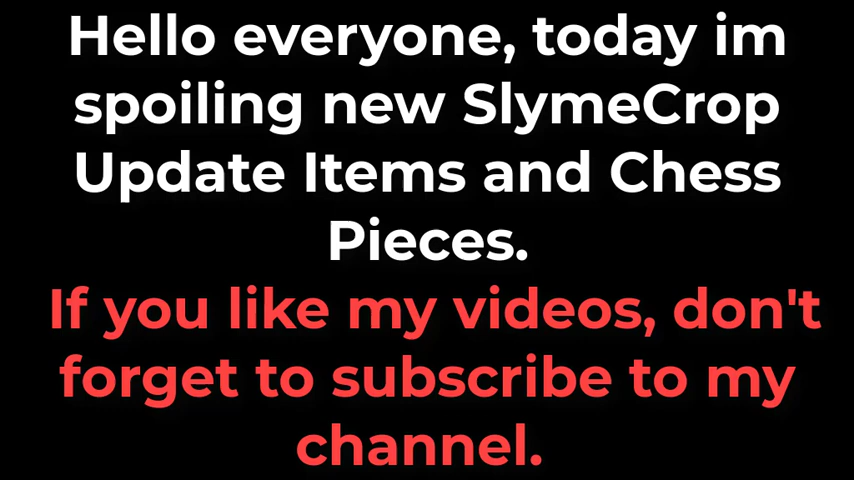 Hello everyone, today im
spoiling new SlymeCrop
Update Items and Chess
Pieces.
If you like my videos, don't
forget to subscribe to my
channel.